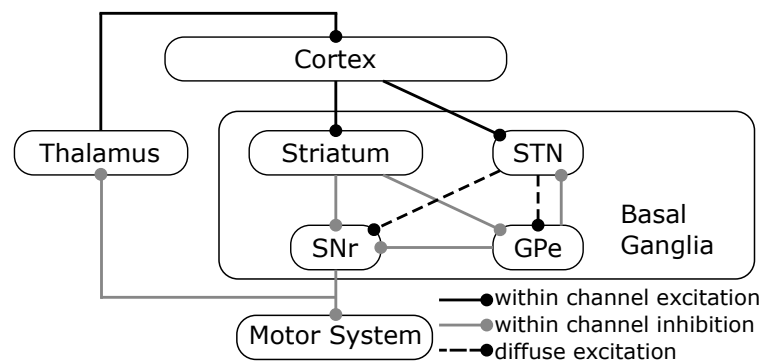 Cortex
Thalamus
Striatum
STN
SNr
GPe
Basal
Ganglia
Motor System
within channel excitation
within channel inhibition
diffuse excitation